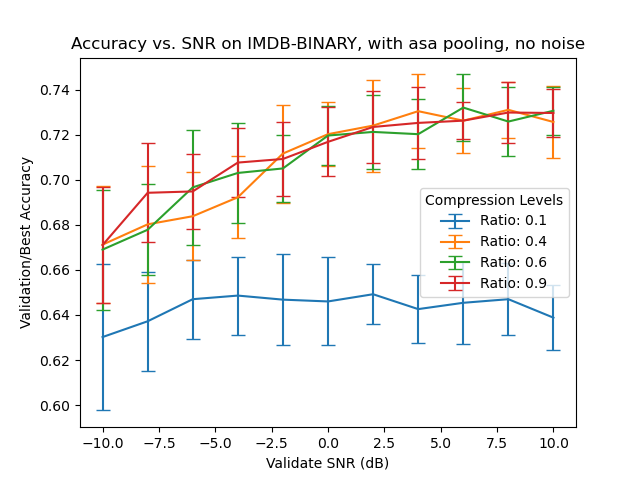 Accuracy vs. SNR on IMDB-BINARY, with asa pooling, no noise
Validation/Best Accuracy
0.74
0.72
0.70
0.68
0.66
0.64
0.62
0.60
Compression Levels
Ratio: 0.1
Ratio: 0.4
Ratio: 0.6
Ratio: 0.9
−10.0
−7.5
−5.0
−2.5
0.0
2.5
5.0
7.5
10.0
Validate SNR (dB)